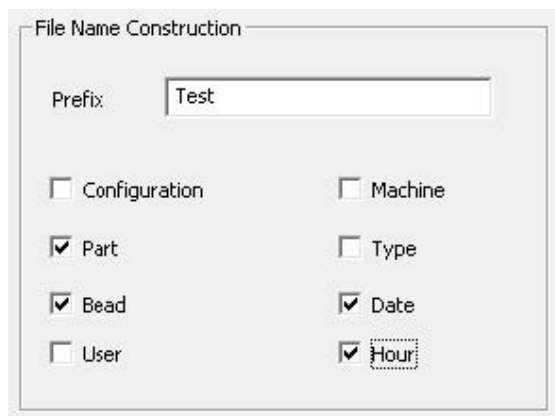 File Name Construction
Prefix Test
Configuration Machine
Part Type
Bead Date
User Hour